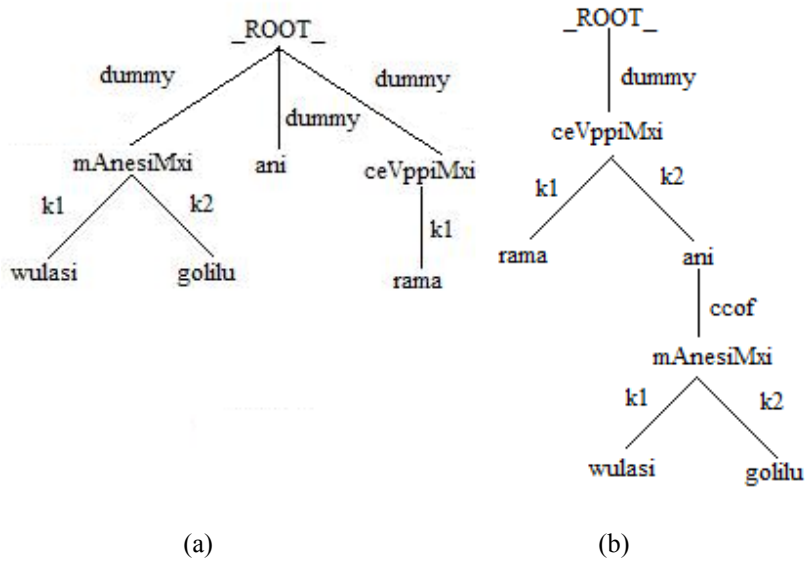 _ROOT_
dummy
dummy
dummy
mAnesiMxi
ani
ceVppiMxi
k1
k2
k1
wulasi
golilu
rama
(a)
_ROOT_
dummy
ceVppiMxi
k1
k2
rama
ani
ccof
mAnesiMxi
k1
k2
wulasi
golilu
(b)